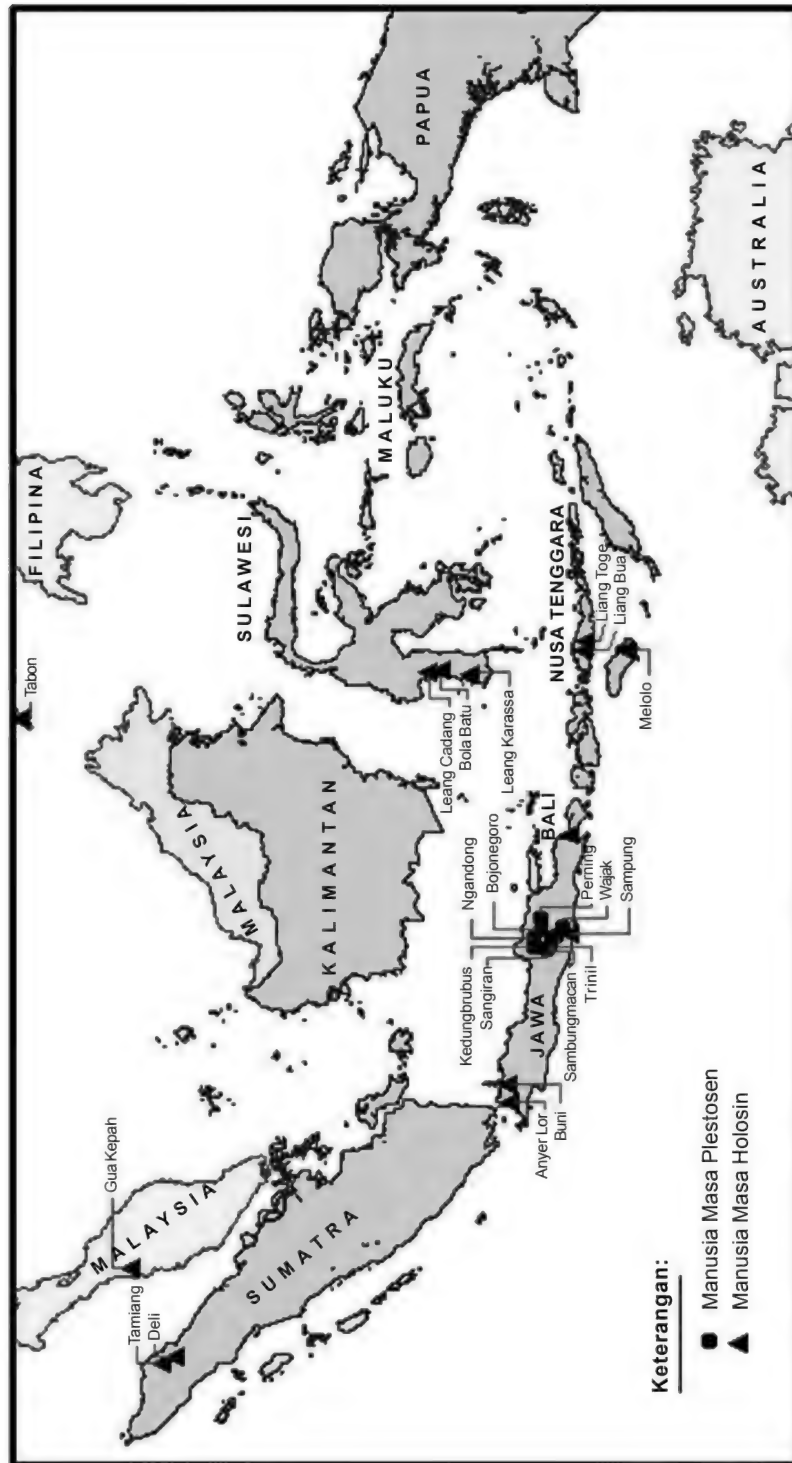 Tabon
FILIPINA
Gua Kepah
MALAYSIA
Tamiang
Deli
MALAYSIA
SULAWESI
PAPUA
SUMATRA
KALIMANTAN
MALUKU
Leang Cadang
Bola Batu
Leang Karassa
Kedungbrubus
Sangiran
Ngandong
Bojonegoro
BALI
NUSA TENGGARA
JAWA
Anyer Lor
Buni
Sambungmacan
Trinil
Perning
Wajak
Sampung
Liang Toge
Liang Bua
Melolo
AUSTRALIA
Keterangan:
Manusia Masa Plestosen
Manusia Masa Holosin